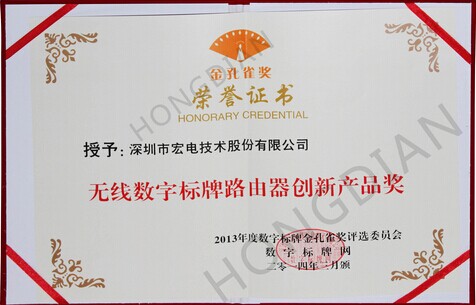 金孔雀奖
荣誉证书
HONORARY CREDENTIAL
授予：深圳市宏电技术股份有限公司
无线数字标牌路由器创新产品奖
2013年度数字标牌金孔雀奖评选委员会
数字标牌网
二〇一四年一月颁
HONGDIAN
HONGDIAN
HONGDIAN